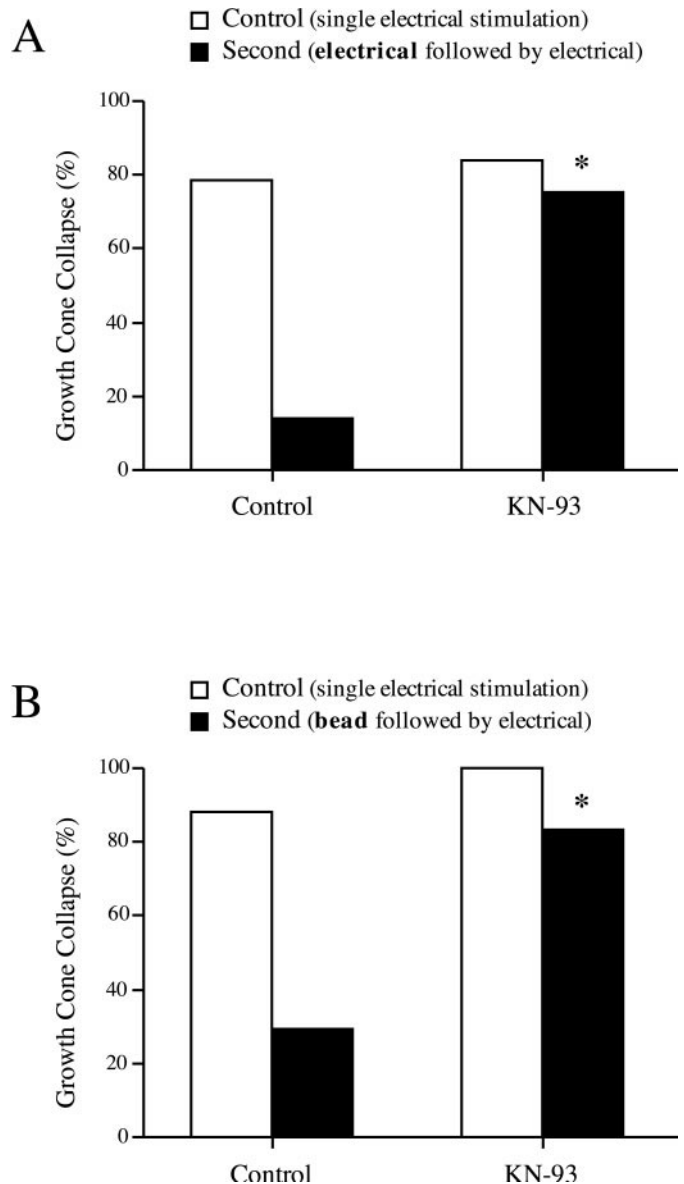 A
Control (single electrical stimulation)
Second (electrical followed by electrical)
100
80
60
40
20
0
Growth Cone Collapse (%)
*
Control
KN-93
B
Control (single electrical stimulation)
Second (bead followed by electrical)
100
80
60
40
20
0
Growth Cone Collapse (%)
*
Control
KN-93